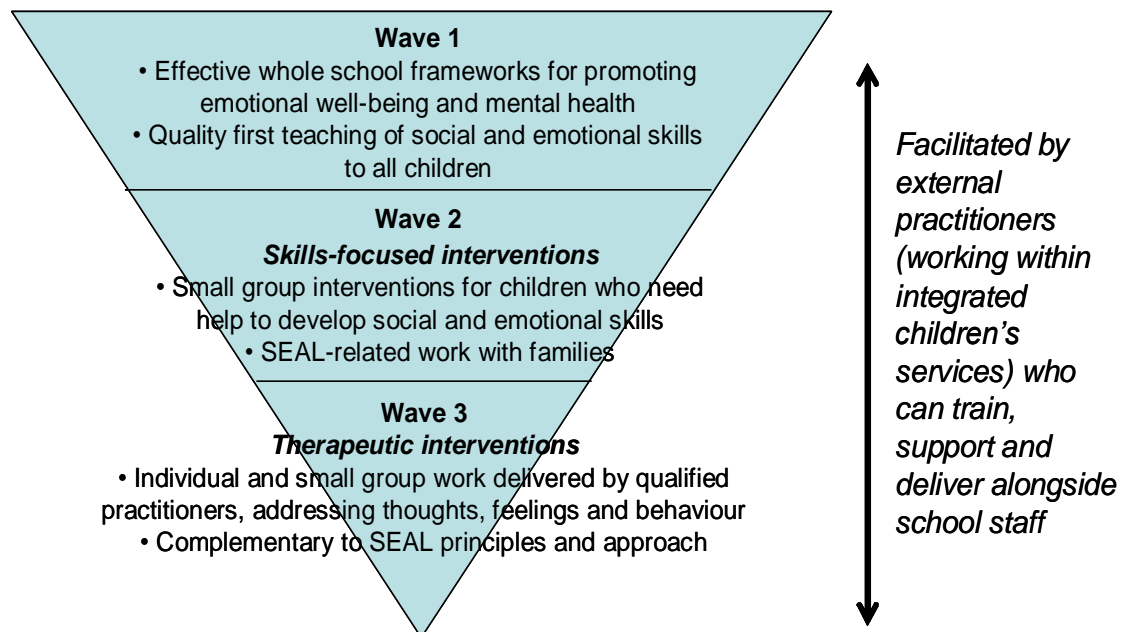 Wave 1
• Effective whole school frameworks for promoting
emotional well-being and mental health
• Quality first teaching of social and emotional skills
to all children
Wave 2
Skills-focused interventions
• Small group interventions for children who need
help to develop social and emotional skills
• SEAL-related work with families
Wave 3
Therapeutic interventions
• Individual and small group work delivered by qualified
practitioners, addressing thoughts, feelings and behaviour
• Complementary to SEAL principles and approach
Facilitated by
external
practitioners
(working within
integrated
children’s
services) who
can train,
support and
deliver alongside
school staff